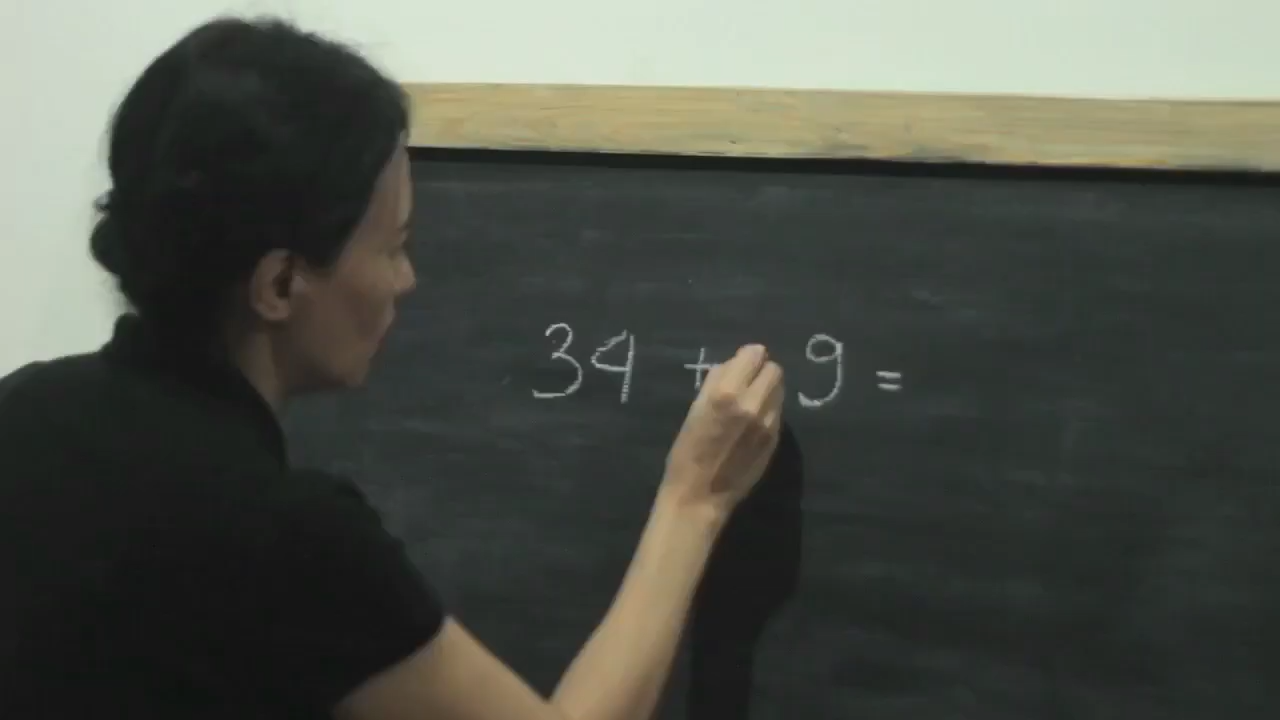 34 + 9 =